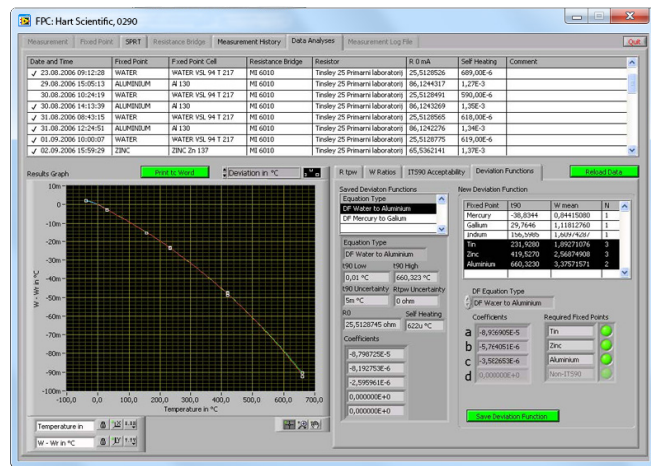 FPC: Hart Scientific, 0290
Measurement Fixed Point SPRT Resistance Bridge Measurement History Data Analyses Measurement Log File Quit
Date and Time Fixed Point Fixed Point Cell Resistance Bridge Resistor R 0 mA Self Heating Comment
✓ 23.08.2006 09:12:28 WATER WATER VSL 94 T 217 MI 6010 Tinsley 25 Primarni laboratorij 25,5128526 689,00E-6
29.08.2006 15:05:13 ALUMINIUM Al 130 MI 6010 Tinsley 25 Primarni laboratorij 86,1244317 1,27E-3
30.08.2006 10:24:19 WATER WATER VSL 94 T 217 MI 6010 Tinsley 25 Primarni laboratorij 25,5128491 590,00E-6
✓ 30.08.2006 14:13:39 ALUMINIUM Al 130 MI 6010 Tinsley 25 Primarni laboratorij 86,1243269 1,35E-3
✓ 31.08.2006 08:43:15 WATER WATER VSL 94 T 217 MI 6010 Tinsley 25 Primarni laboratorij 25,5128565 618,00E-6
✓ 31.08.2006 12:24:51 ALUMINIUM Al 130 MI 6010 Tinsley 25 Primarni laboratorij 86,1242276 1,34E-3
✓ 01.09.2006 10:00:07 WATER WATER VSL 94 T 217 MI 6010 Tinsley 25 Primarni laboratorij 25,5128775 619,00E-6
✓ 02.09.2006 15:59:29 ZINC ZINC Zn 137 MI 6010 Tinsley 25 Primarni laboratorij 65,5362141 1,37E-3
Results Graph Print to Word Deviation in °C
10m
0
-10m
-20m
-30m
-40m
-50m
-60m
-70m
-80m
-90m
-100m
W - Wr in °C
-100,0 0,0 100,0 200,0 300,0 400,0 500,0 600,0 700,0
Temperature in °C
Temperature in
W - Wr in °C
R tpw W Ratios ITS90 Acceptability Deviation Functions Reload Data
Saved Deviaton Functions
Equation Type
DF Water to Aluminium
DF Mercury to Galium
Equation Type
DF Water to Aluminium
t90 Low t90 High
0,01 °C 660,323 °C
t90 Uncertainty Rtpw Uncertainty
5m °C 0 ohm
R0 Self Heating
25,5128745 ohm 622u °C
Coefficients
-8,798725E-5
-8,192753E-6
-2,595961E-6
0,000000E+0
0,000000E+0
New Deviation Function
Fixed Point t90 W mean N
Mercury -38,8344 0,84415080 1
Galium 29,7646 1,11812760 1
Indium 156,5985 1,60974287 1
Tin 231,9280 1,89271076 3
Zinc 419,5270 2,56874908 3
Aluminium 660,3230 3,37571571 2
DF Equation Type
DF Water to Aluminium
Coefficients Required Fixed Points
a -8,936905E-5 Tin
b -5,764051E-6 Zinc
c -3,582653E-6 Aluminium
d 0,000000E+0 Non-ITS90
Save Deviation Function